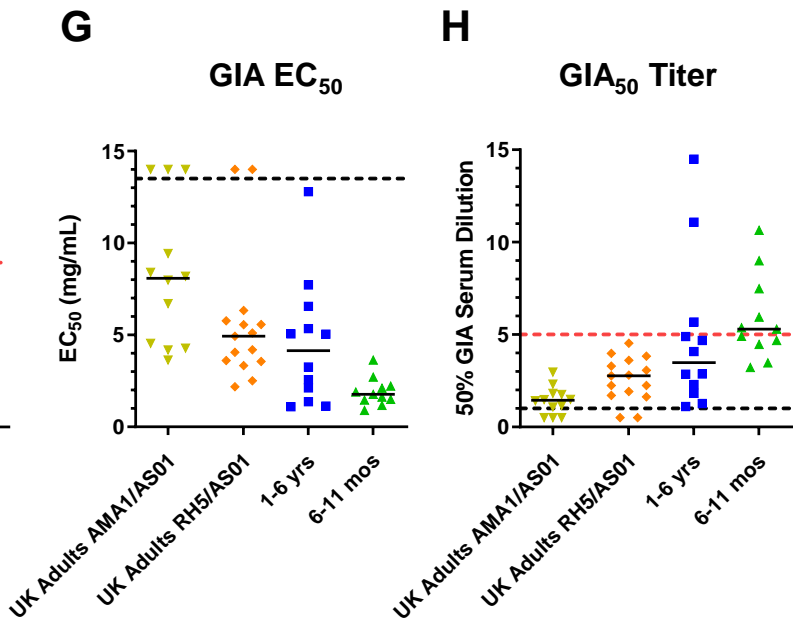 G
GIA EC50
15
10
5
0
EC50 (mg/mL)
UK Adults AMA1/AS01
UK Adults RH5/AS01
1-6 yrs
6-11 mos
H
GIA50 Titer
15
10
5
0
50% GIA Serum Dilution
UK Adults AMA1/AS01
UK Adults RH5/AS01
1-6 yrs
6-11 mos